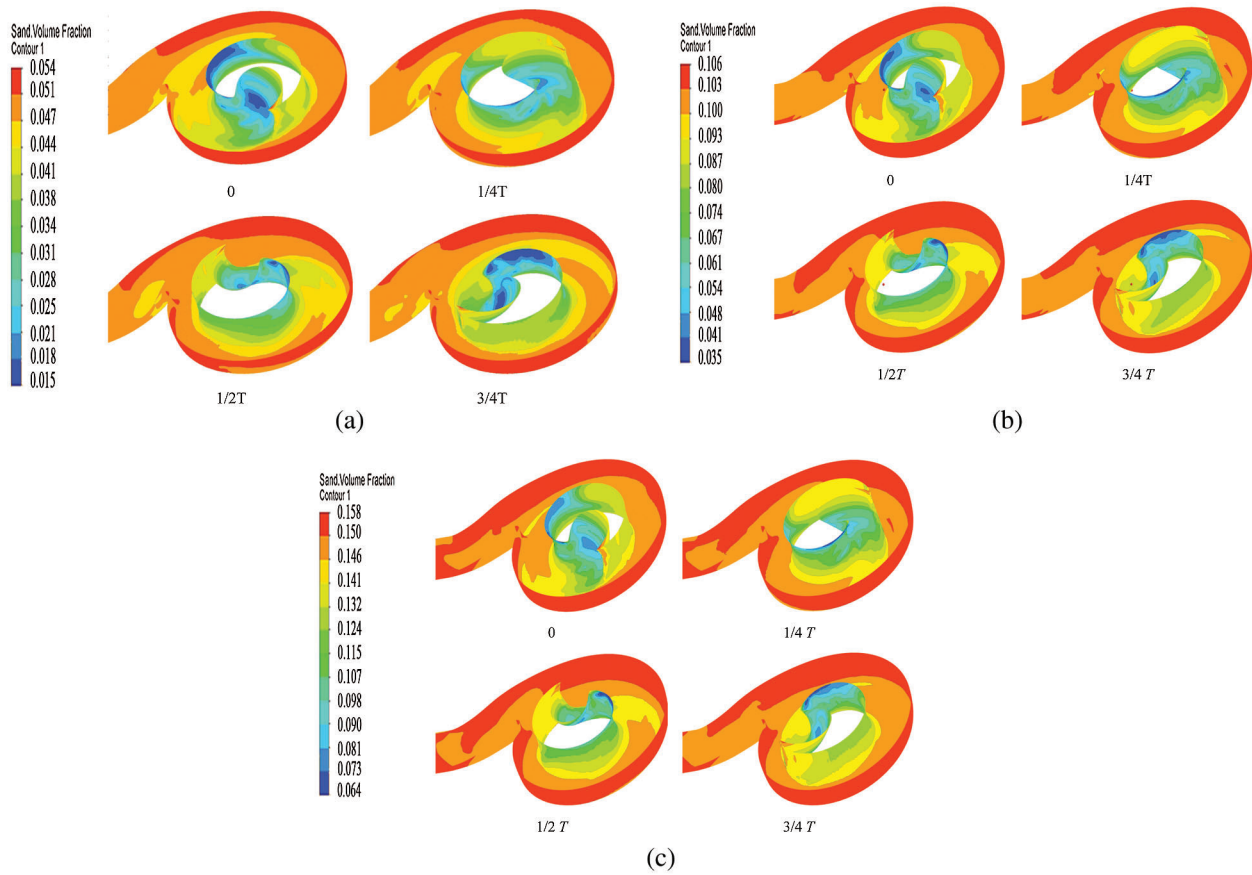 Sand.Volume Fraction
Contour 1
0.054
0.051
0.047
0.044
0.041
0.038
0.034
0.031
0.028
0.025
0.021
0.018
0.015
0
1/4T
1/2T
3/4T
(a)
Sand.Volume Fraction
Contour 1
0.106
0.103
0.100
0.093
0.087
0.080
0.074
0.067
0.061
0.054
0.048
0.041
0.035
0
1/4T
1/2T
3/4 T
(b)
Sand.Volume Fraction
Contour 1
0.158
0.150
0.146
0.141
0.132
0.124
0.115
0.107
0.098
0.090
0.081
0.073
0.064
0
1/4 T
1/2 T
3/4 T
(c)